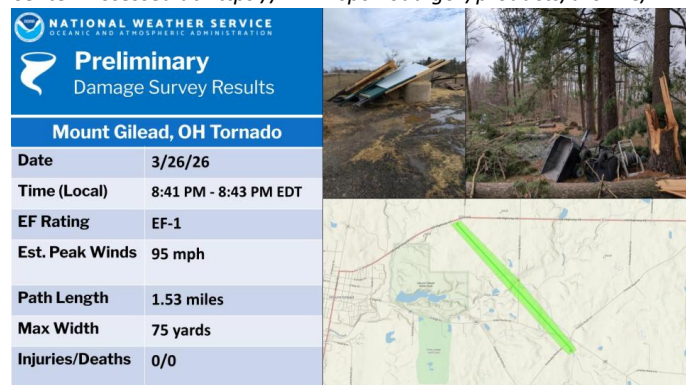 NATIONAL WEATHER SERVICE
OCEANIC AND ATMOSPHERIC ADMINISTRATION
Preliminary
Damage Survey Results
Mount Gilead, OH Tornado
Date 3/26/26
Time (Local) 8:41 PM - 8:43 PM EDT
EF Rating EF-1
Est. Peak Winds 95 mph
Path Length 1.53 miles
Max Width 75 yards
Injuries/Deaths 0/0